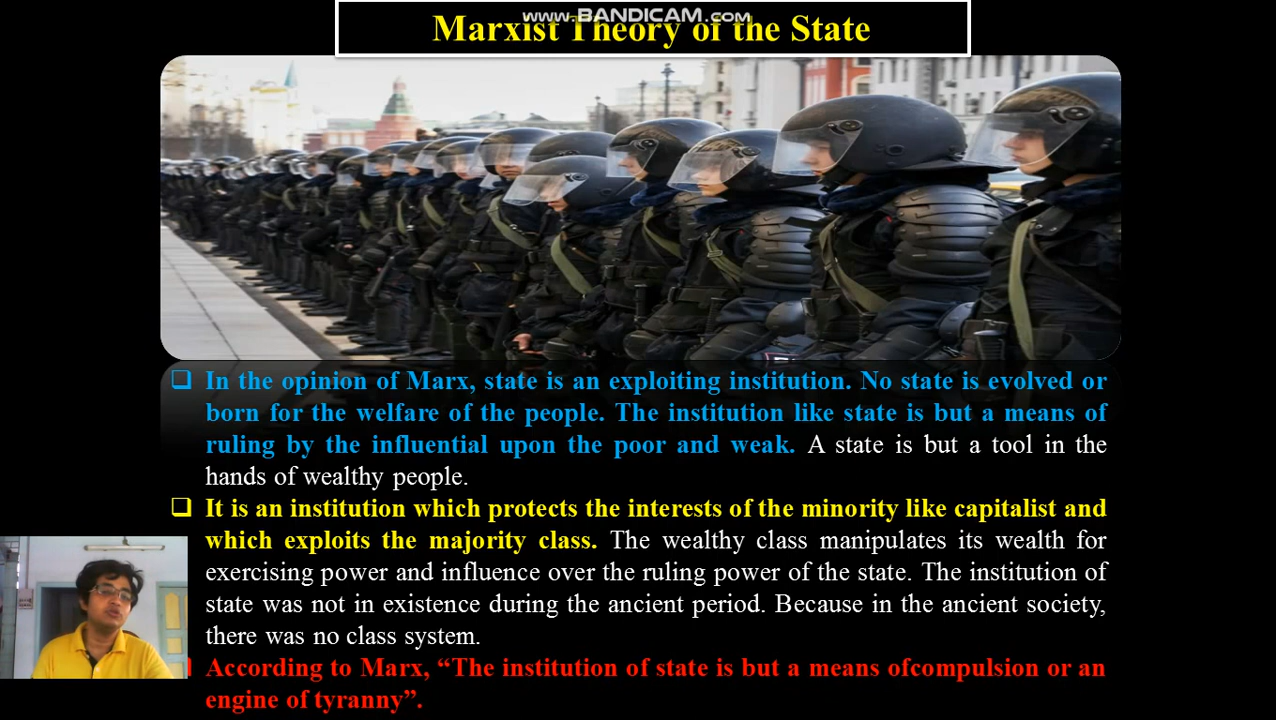 www.BANDICAM.com
Marxist Theory of the State
In the opinion of Marx, state is an exploiting institution. No state is evolved or
born for the welfare of the people. The institution like state is but a means of
ruling by the influential upon the poor and weak. A state is but a tool in the
hands of wealthy people.
It is an institution which protects the interests of the minority like capitalist and
which exploits the majority class. The wealthy class manipulates its wealth for
exercising power and influence over the ruling power of the state. The institution of
state was not in existence during the ancient period. Because in the ancient society,
there was no class system.
According to Marx, “The institution of state is but a means ofcompulsion or an
engine of tyranny”.